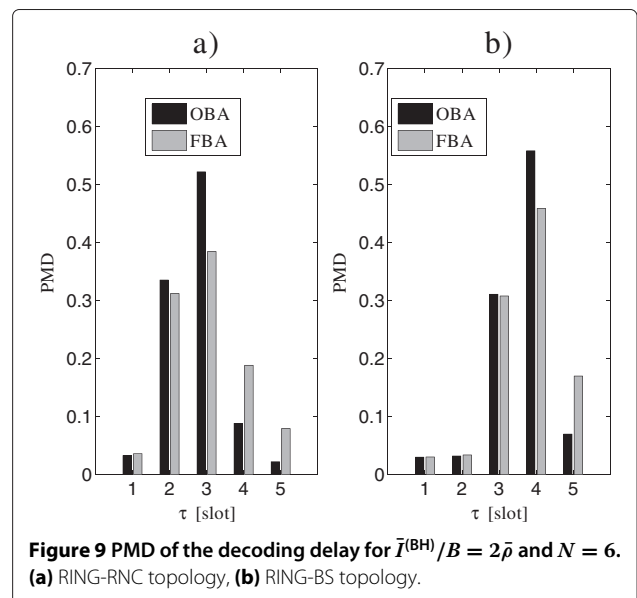 a)
0.7
0.6
0.5
0.4
0.3
0.2
0.1
0
PMD
OBA
FBA
1 2 3 4 5
τ [slot]
b)
0.7
0.6
0.5
0.4
0.3
0.2
0.1
0
PMD
OBA
FBA
1 2 3 4 5
τ [slot]
Figure 9 PMD of the decoding delay for Ī(BH)/B = 2ρ̄ and N = 6.
(a) RING-RNC topology, (b) RING-BS topology.